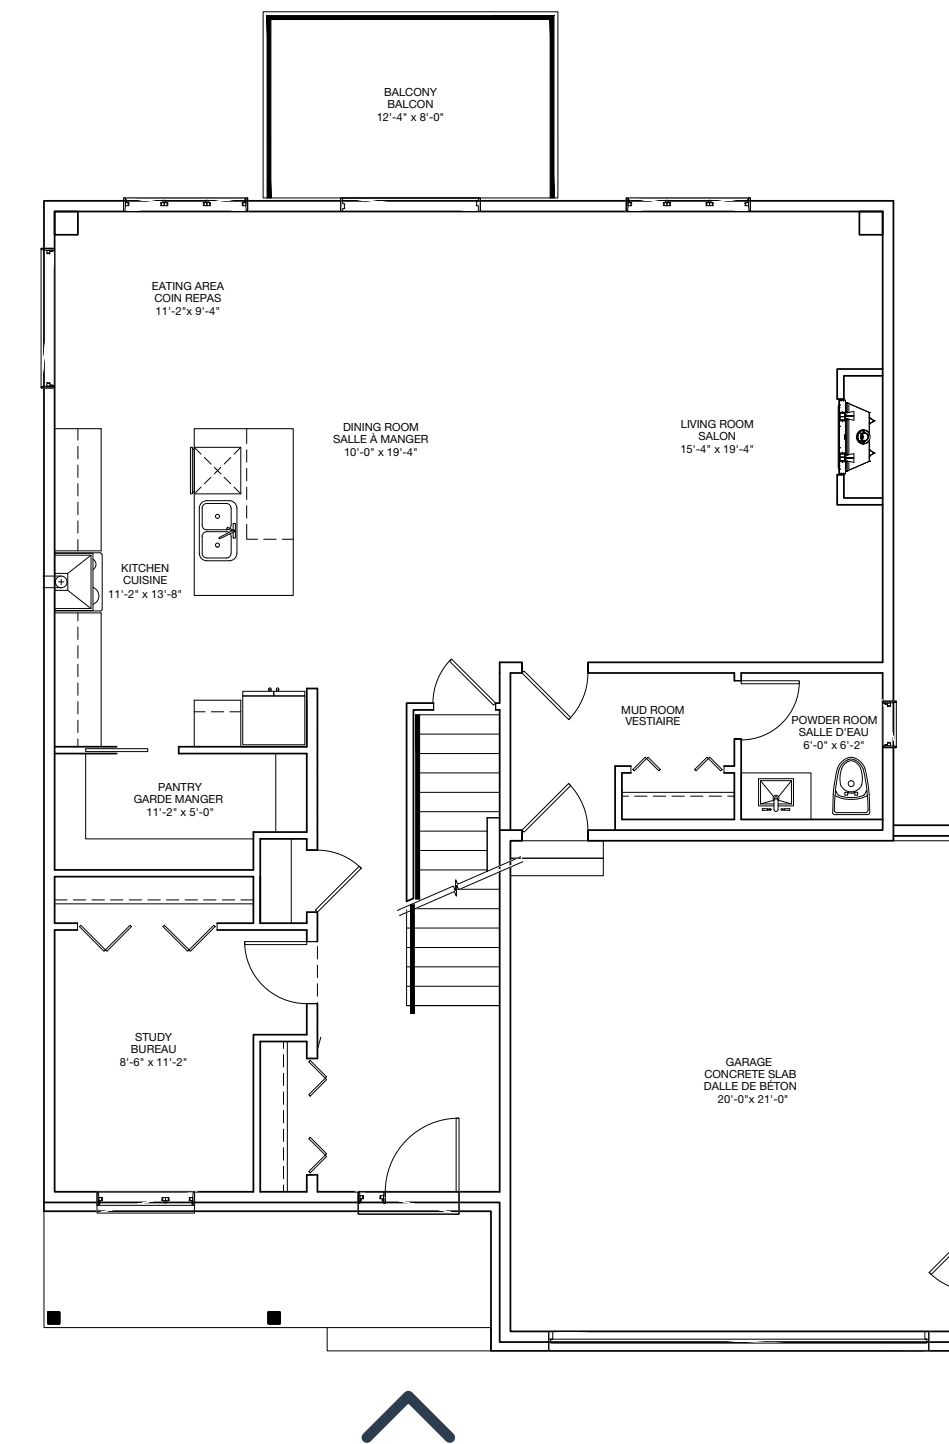 BALCONY
BALCON
12'-4" x 8'-0"
EATING AREA
COIN REPAS
11'-2"x 9'-4"
DINING ROOM
SALLE À MANGER
10'-0" x 19'-4"
LIVING ROOM
SALON
15'-4" x 19'-4"
KITCHEN
CUISINE
11'-2" x 13'-8"
MUD ROOM
VESTIAIRE
POWDER ROOM
SALLE D'EAU
6'-0" x 6'-2"
PANTRY
GARDE MANGER
11'-2" x 5'-0"
STUDY
BUREAU
8'-6" x 11'-2"
GARAGE
CONCRETE SLAB
DALLE DE BÉTON
20'-0"x 21'-0"